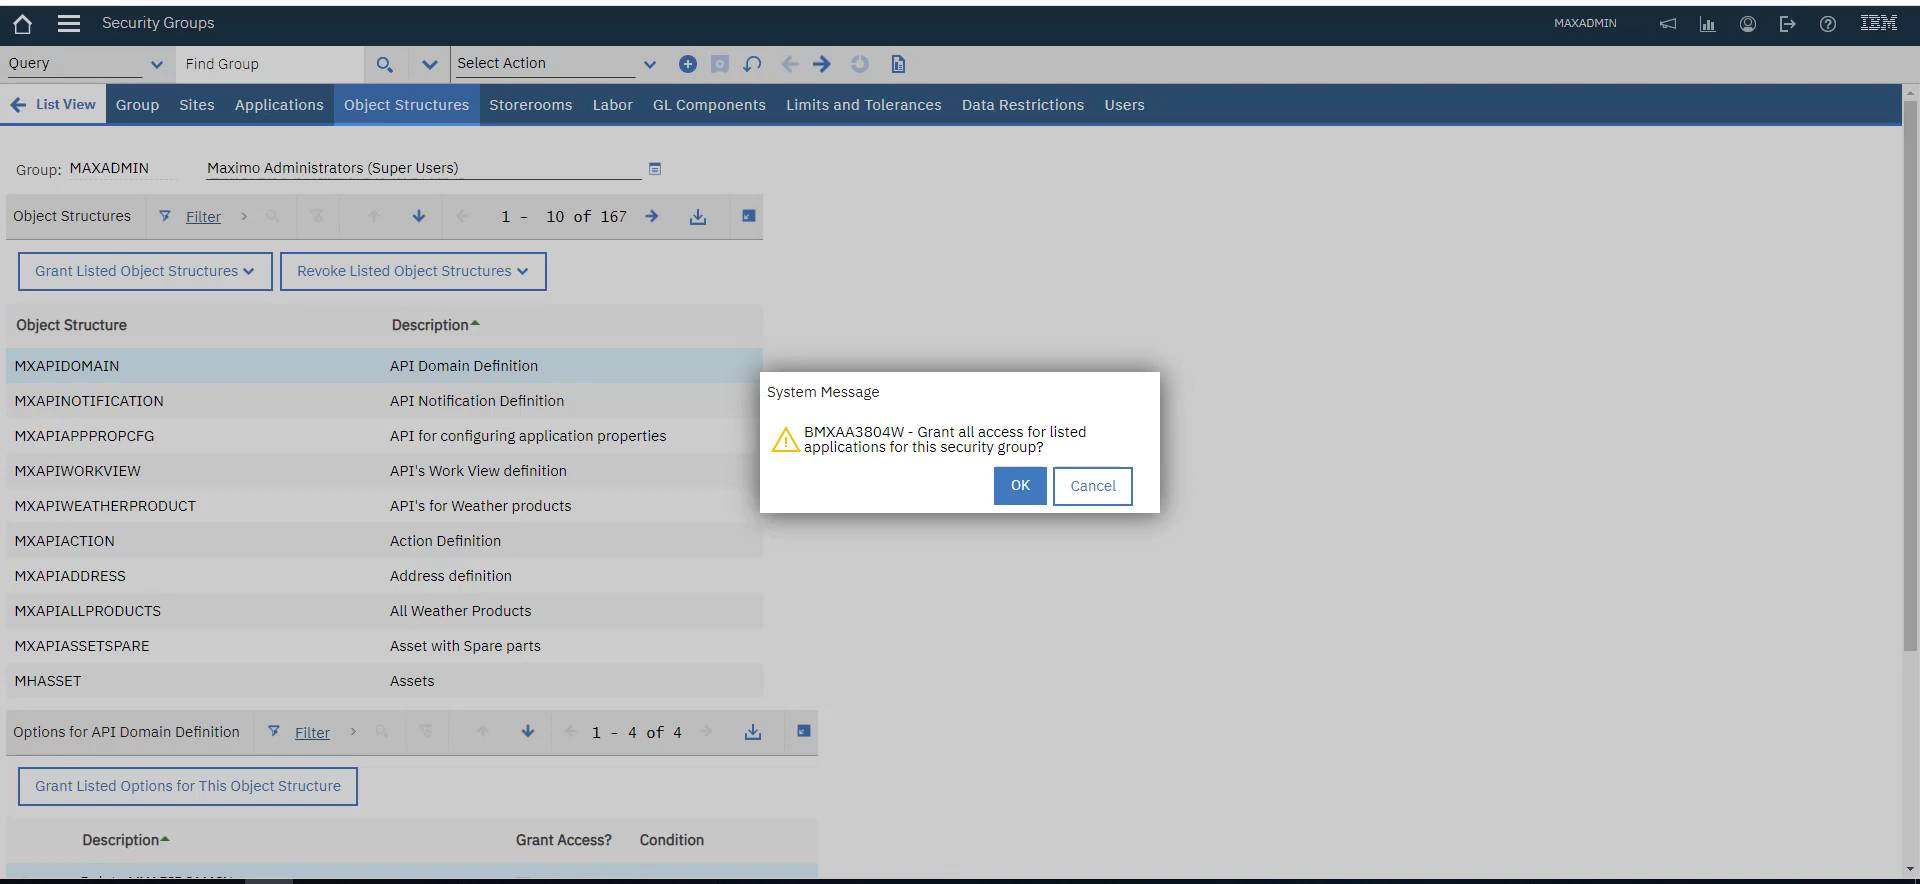 Security Groups
MAXADMIN
IBM
Query
Find Group
Select Action
List View
Group
Sites
Applications
Object Structures
Storerooms
Labor
GL Components
Limits and Tolerances
Data Restrictions
Users
Group: MAXADMIN
Maximo Administrators (Super Users)
Object Structures
Filter
1 - 10 of 167
Grant Listed Object Structures
Revoke Listed Object Structures
Object Structure
Description
MXAPIDOMAIN
API Domain Definition
MXAPINOTIFICATION
API Notification Definition
MXAPIAPPPROPCFG
API for configuring application properties
MXAPIWORKVIEW
API's Work View definition
MXAPIWEATHERPRODUCT
API's for Weather products
MXAPIACTION
Action Definition
MXAPIADDRESS
Address definition
MXAPIALLPRODUCTS
All Weather Products
MXAPIASSETSPARE
Asset with Spare parts
MHASSET
Assets
System Message
BMXAA3804W - Grant all access for listed
applications for this security group?
OK
Cancel
Options for API Domain Definition
Filter
1 - 4 of 4
Grant Listed Options for This Object Structure
Description
Grant Access?
Condition